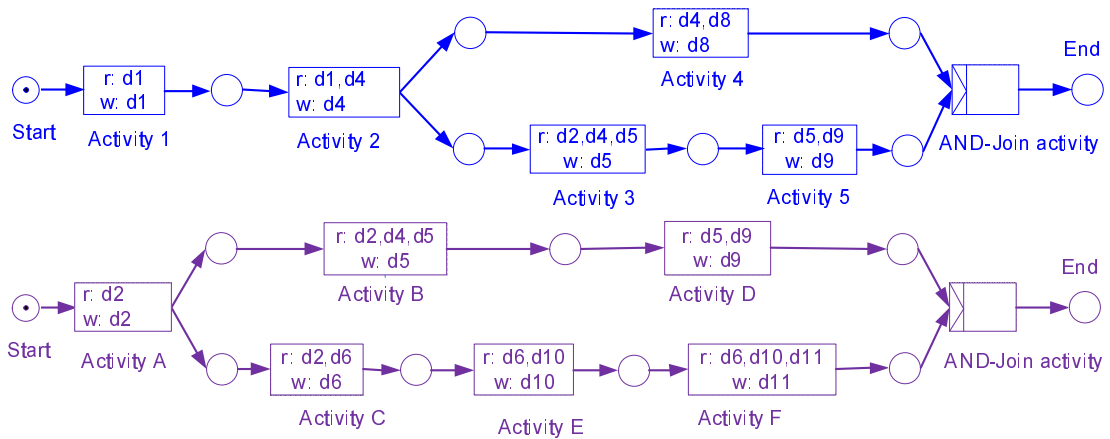 r: d4,d8
w: d8
Activity 4
End
r: d1
w: d1
r: d1,d4
w: d4
Start
Activity 1
Activity 2
AND-Join activity
r: d2,d4,d5
w: d5
r: d5,d9
w: d9
Activity 3
Activity 5
r: d2,d4,d5
w: d5
r: d5,d9
w: d9
Activity B
Activity D
End
r: d2
w: d2
Start
Activity A
AND-Join activity
r: d2,d6
w: d6
r: d6,d10
w: d10
r: d6,d10,d11
w: d11
Activity C
Activity E
Activity F